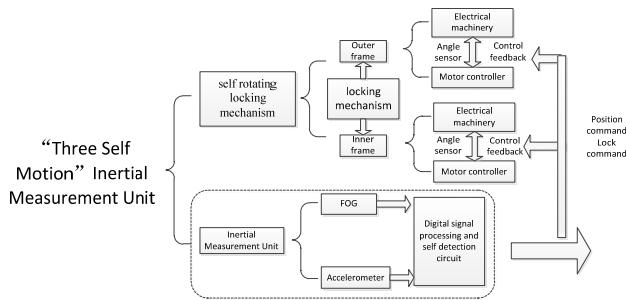 “Three Self
Motion” Inertial
Measurement Unit
self rotating
locking
mechanism
Outer
frame
locking
mechanism
Inner
frame
Electrical
machinery
Angle
sensor
Control
feedback
Motor controller
Electrical
machinery
Angle
sensor
Control
feedback
Motor controller
Position
command
Lock
command
Inertial
Measurement Unit
FOG
Accelerometer
Digital signal
processing and
self detection
circuit